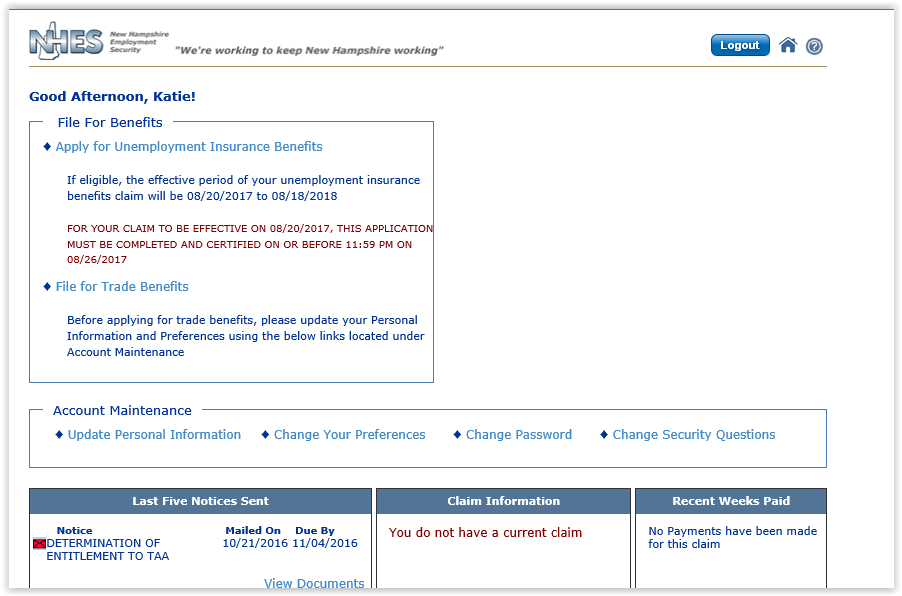 NHES New Hampshire
Employment
Security
"We're working to keep New Hampshire working"
Logout
?
Good Afternoon, Katie!
File For Benefits
Apply for Unemployment Insurance Benefits
If eligible, the effective period of your unemployment insurance
benefits claim will be 08/20/2017 to 08/18/2018
FOR YOUR CLAIM TO BE EFFECTIVE ON 08/20/2017, THIS APPLICATION
MUST BE COMPLETED AND CERTIFIED ON OR BEFORE 11:59 PM ON
08/26/2017
File for Trade Benefits
Before applying for trade benefits, please update your Personal
Information and Preferences using the below links located under
Account Maintenance
Account Maintenance
Update Personal Information Change Your Preferences Change Password Change Security Questions
Last Five Notices Sent
Notice Mailed On Due By
DETERMINATION OF 10/21/2016 11/04/2016
ENTITLEMENT TO TAA
View Documents
Claim Information
You do not have a current claim
Recent Weeks Paid
No Payments have been made
for this claim